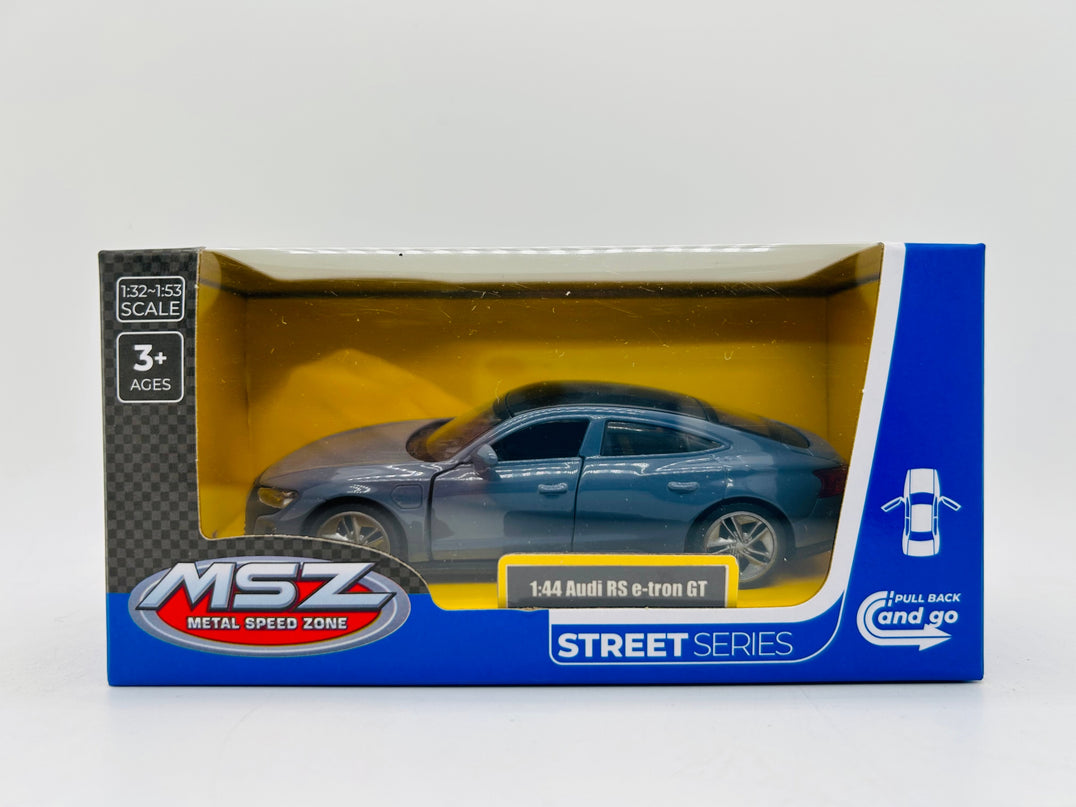 1:32~1:53
SCALE
3+
AGES
MSZ
METAL SPEED ZONE
1:44 Audi RS e-tron GT
STREET SERIES
PULL BACK
and go